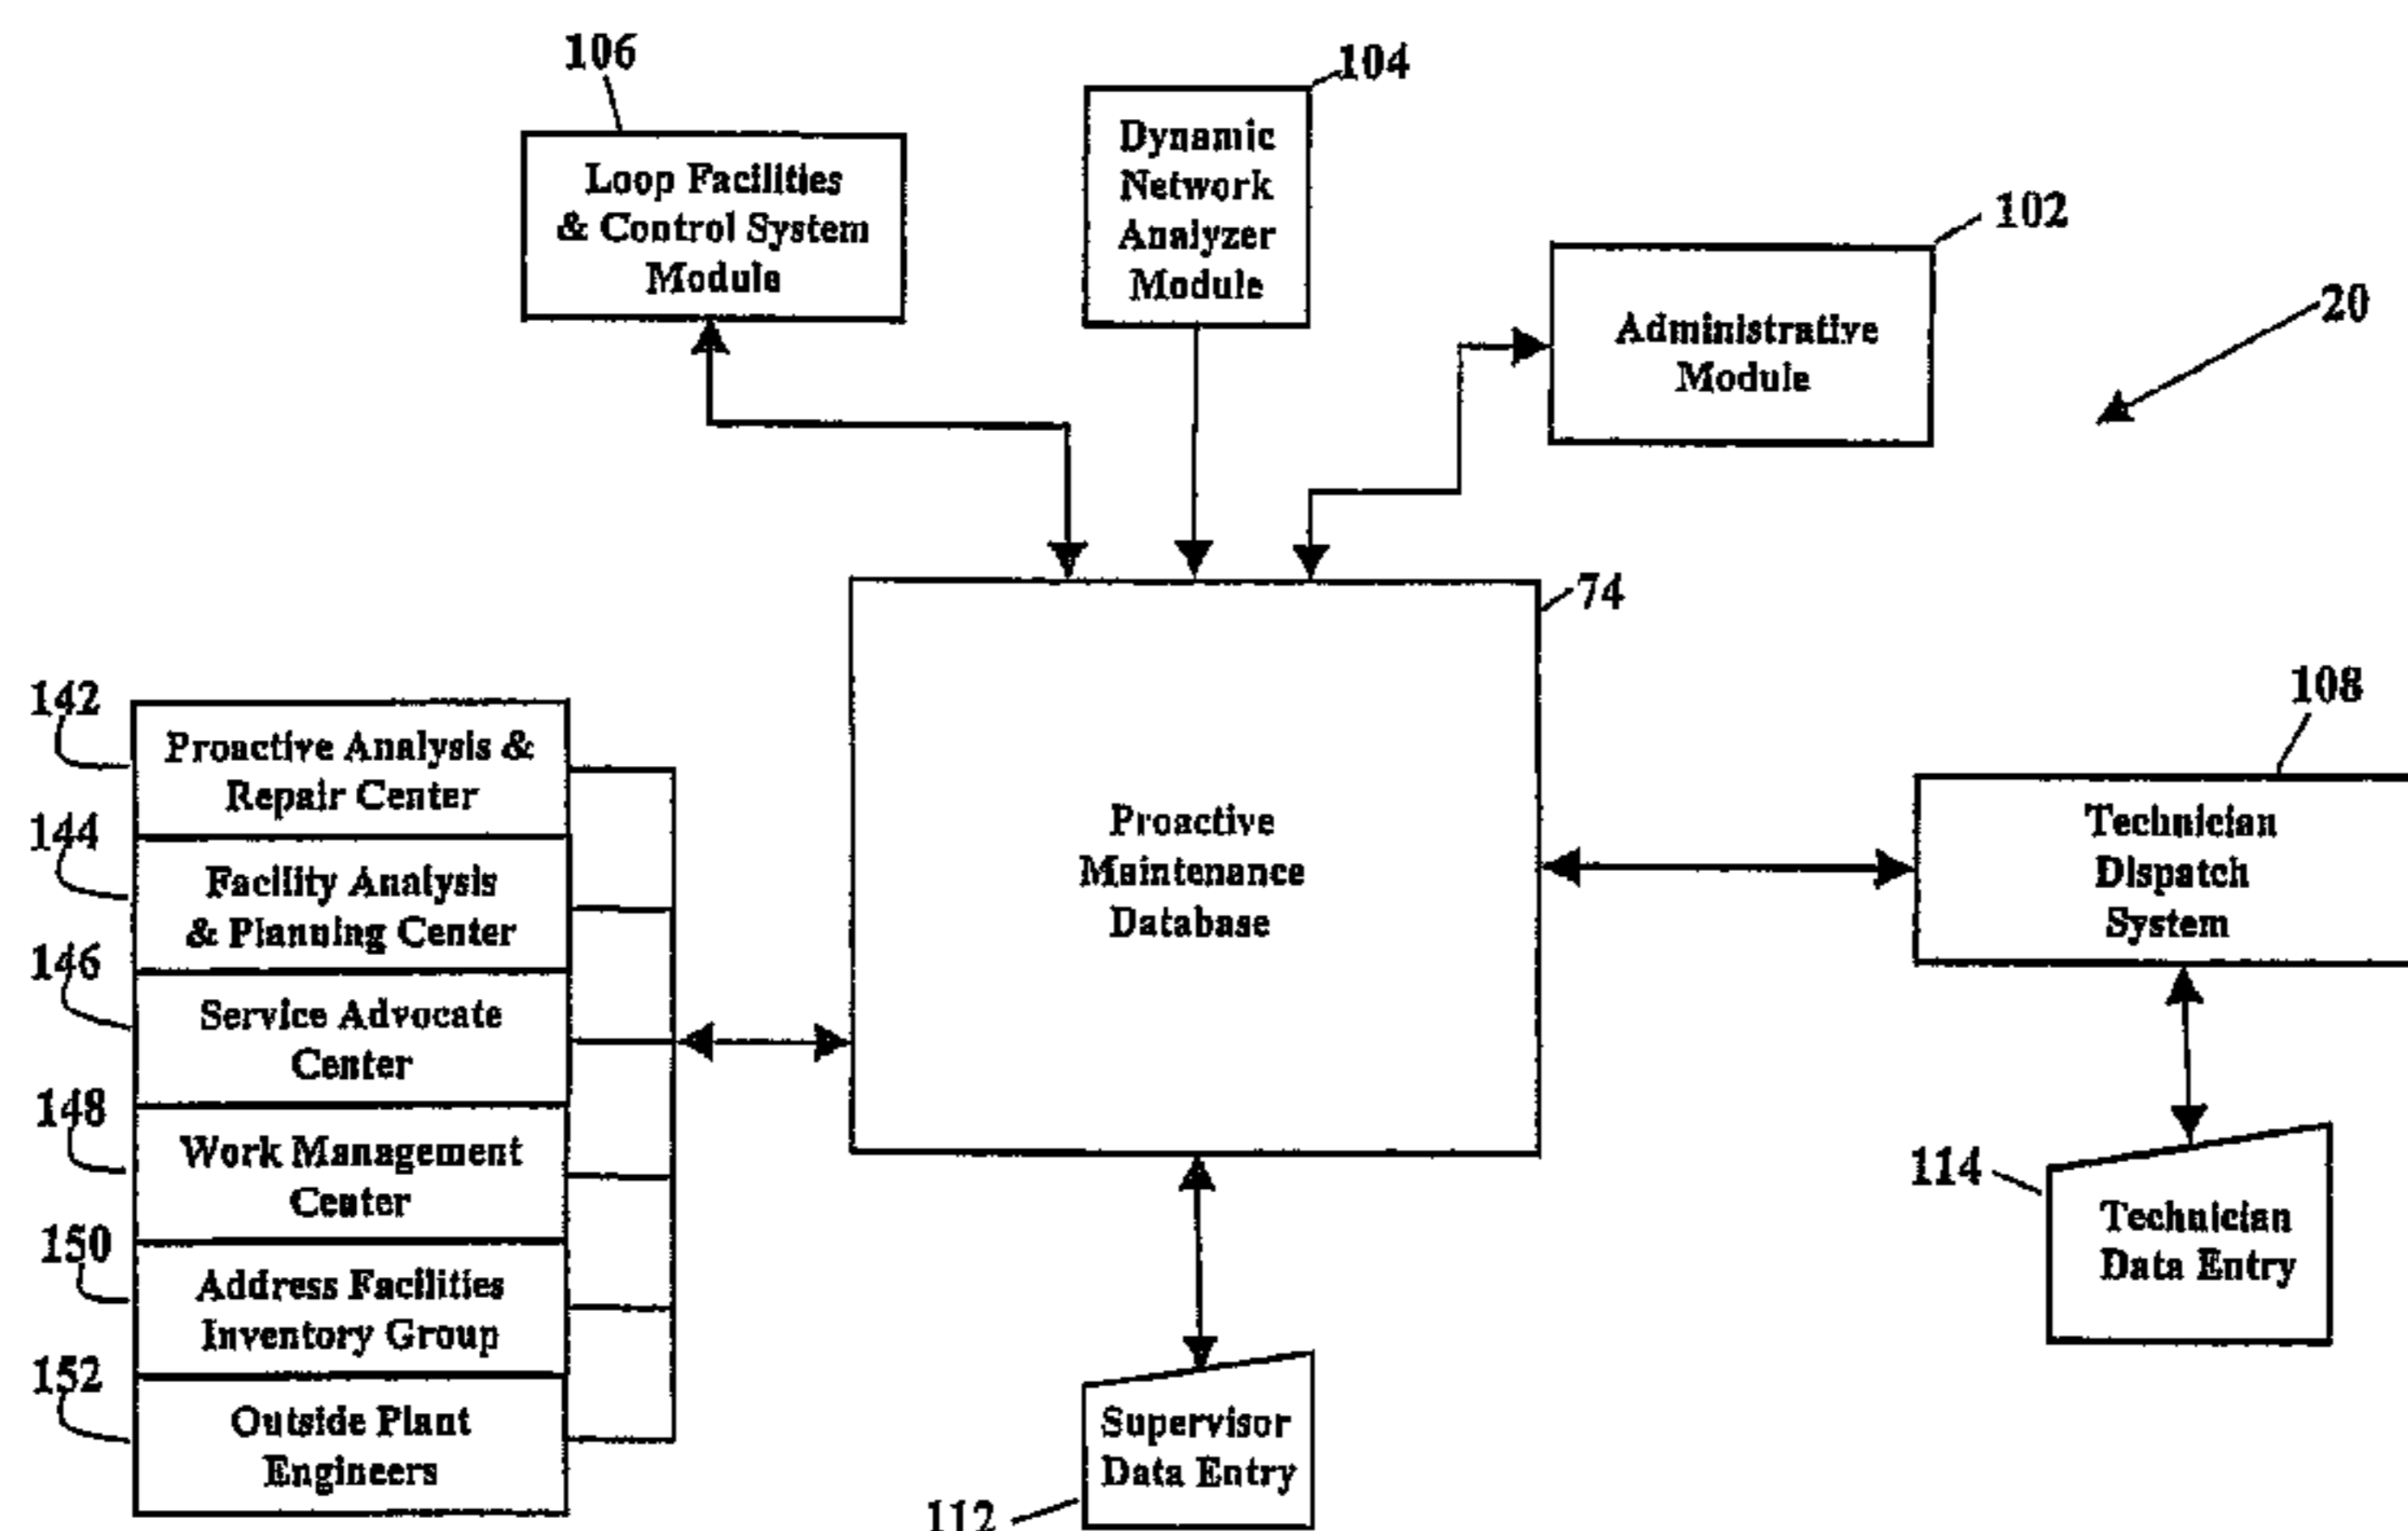 106
104
Loop Facilities
& Control System
Module
Dynamic
Network
Analyzer
Module
102
Administrative
Module
20
74
Proactive
Maintenance
Database
142
Proactive Analysis &
Repair Center
144
Facility Analysis
& Planning Center
146
Service Advocate
Center
148
Work Management
Center
150
Address Facilities
Inventory Group
152
Outside Plant
Engineers
108
Technician
Dispatch
System
114
Technician
Data Entry
Supervisor
Data Entry
112